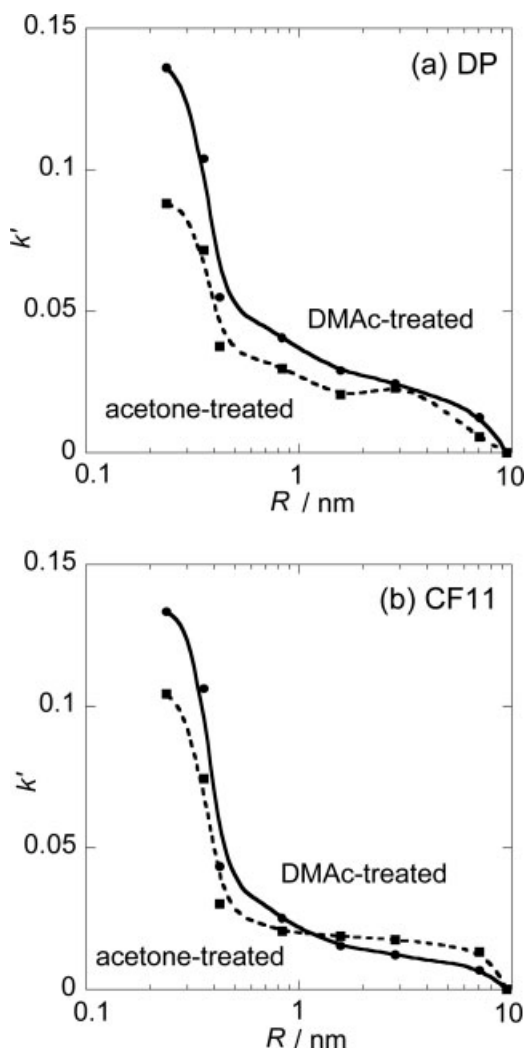 0.15
(a) DP
0.1
k'
DMAc-treated
0.05
acetone-treated
0
0.1
1
10
R / nm
0.15
(b) CF11
0.1
k'
DMAc-treated
0.05
acetone-treated
0
0.1
1
10
R / nm